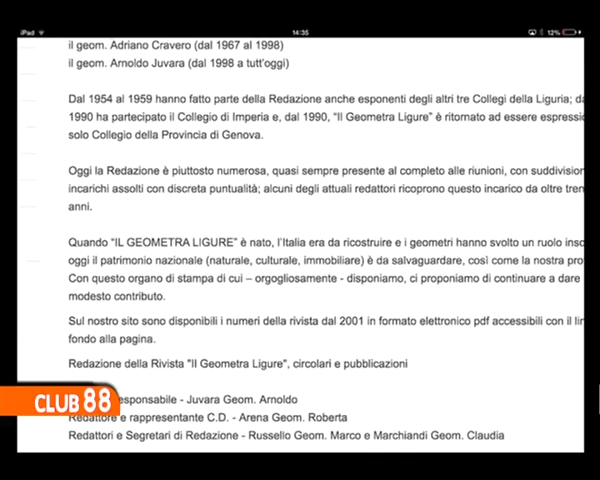 iPad 14:35 12%
il geom. Adriano Cravero (dal 1967 al 1998)
il geom. Arnoldo Juvara (dal 1998 a tutt'oggi)
Dal 1954 al 1959 hanno fatto parte della Redazione anche esponenti degli altri tre Collegi della Liguria;
1990 ha partecipato il Collegio di Imperia e, dal 1990, "Il Geometra Ligure" è ritornato ad essere
solo Collegio della Provincia di Genova.
Oggi la Redazione è piuttosto numerosa, quasi sempre presente al completo alle riunioni, con
incarichi assolti con discreta puntualità; alcuni degli attuali redattori ricoprono questo incarico da oltre
anni.
Quando "IL GEOMETRA LIGURE" è nato, l'Italia era da ricostruire e i geometri hanno svolto un ruolo
oggi il patrimonio nazionale (naturale, culturale, immobiliare) è da salvaguardare, così come la nostra
Con questo organo di stampa di cui – orgogliosamente - disponiamo, ci proponiamo di continuare a dare
modesto contributo.
Sul nostro sito sono disponibili i numeri della rivista dal 2001 in formato elettronico pdf accessibili con il
fondo alla pagina.
Redazione della Rivista "Il Geometra Ligure", circolari e pubblicazioni
CLUB 88
esponsabile - Juvara Geom. Arnoldo
Redattore e rappresentante C.D. - Arena Geom. Roberta
Redattori e Segretari di Redazione - Russello Geom. Marco e Marchiandi Geom. Claudia